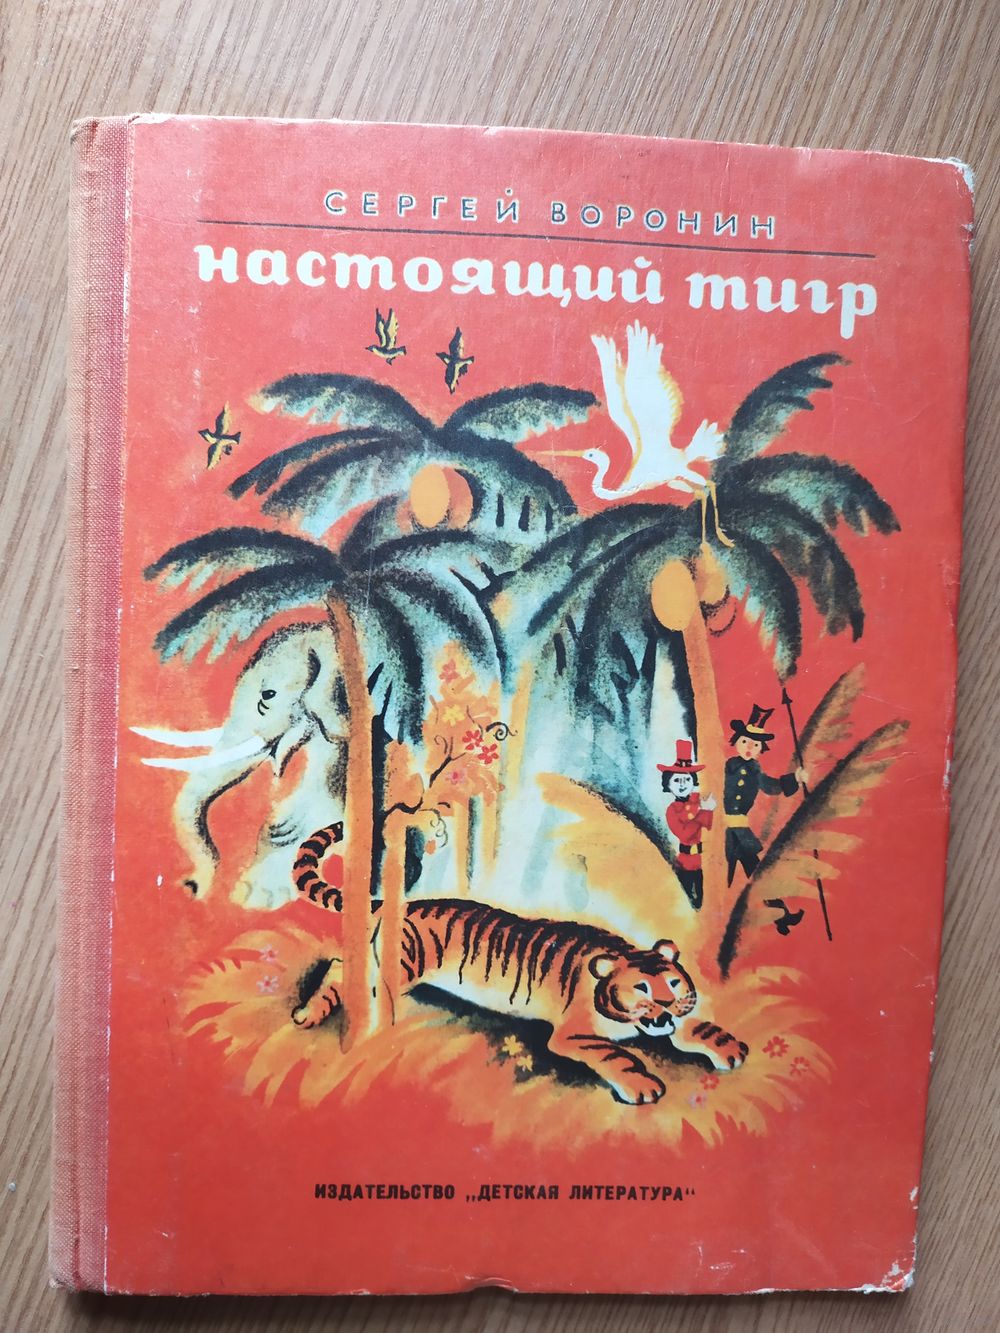 СЕРГЕЙ ВОРОНИН
настоящий тигр
ИЗДАТЕЛЬСТВО „ДЕТСКАЯ ЛИТЕРАТУРА“